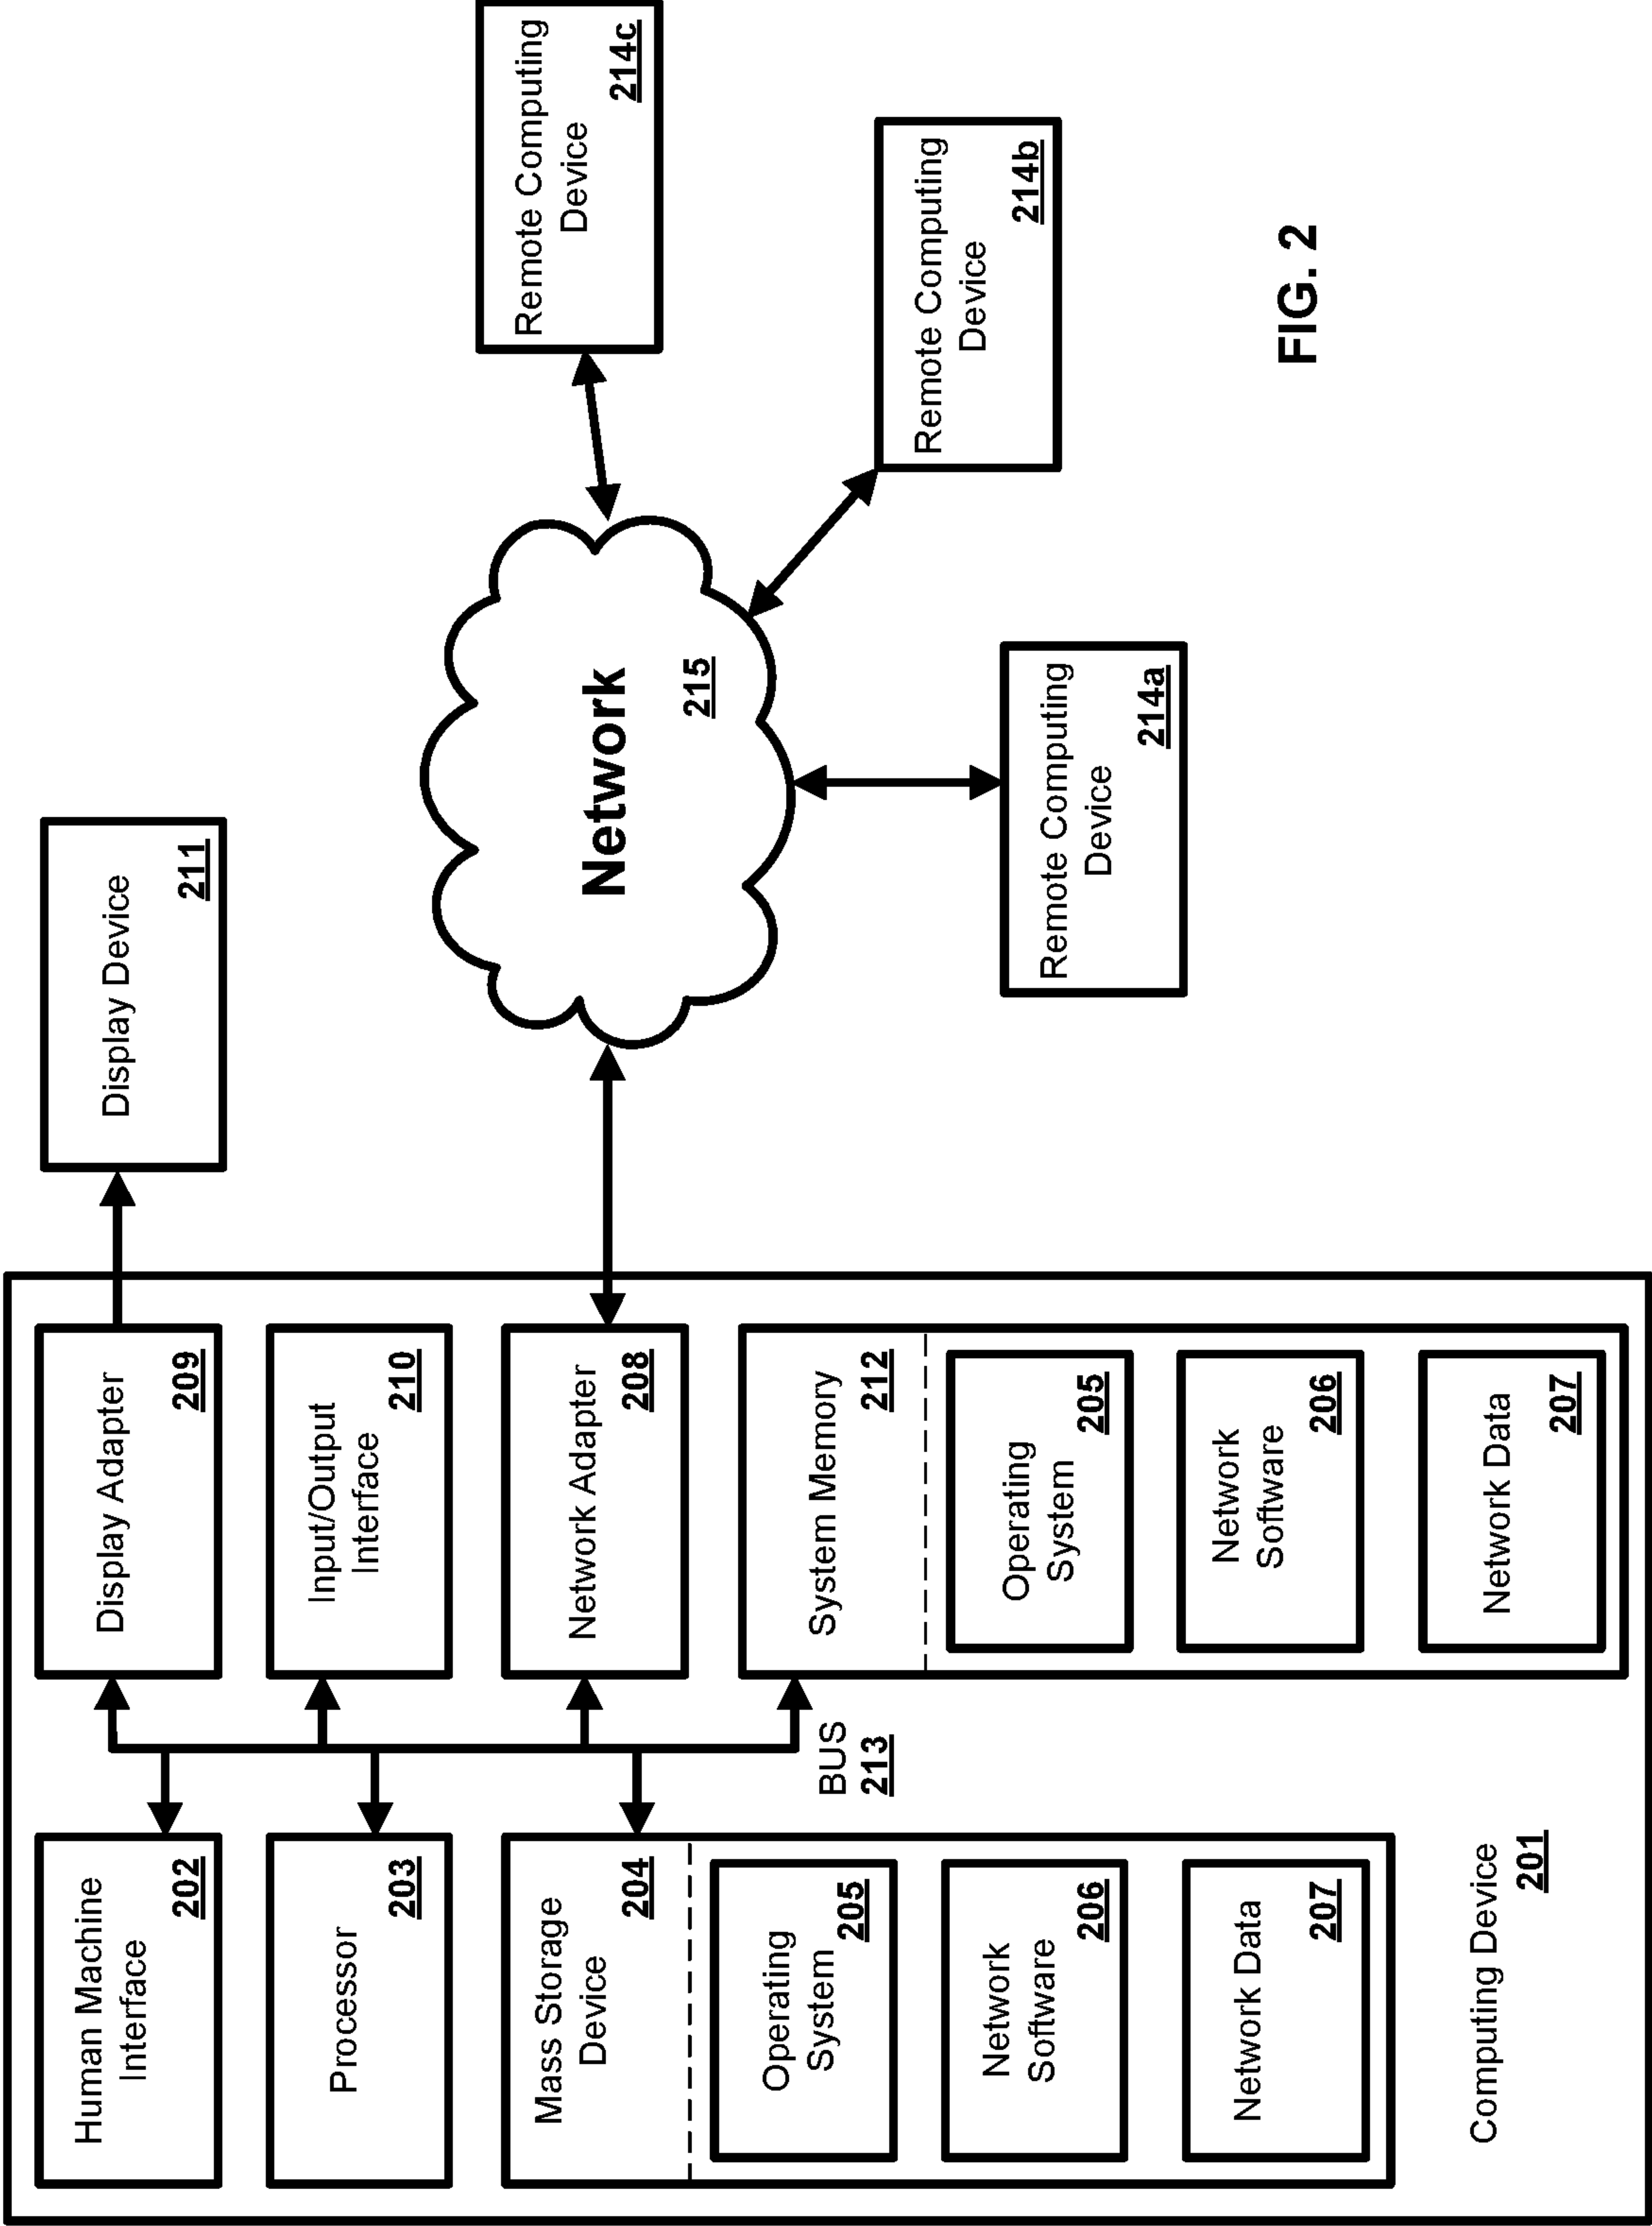 Human Machine
Interface
202
Processor
203
Mass Storage
Device
204
Operating
System
205
Network
Software
206
Network Data
207
Computing Device
201
BUS
213
Display Adapter
209
Input/Output
Interface
210
Network Adapter
208
System Memory
212
Operating
System
205
Network
Software
206
Network Data
207
Display Device
211
Network
215
Remote Computing
Device
214a
Remote Computing
Device
214b
Remote Computing
Device
214c
FIG. 2